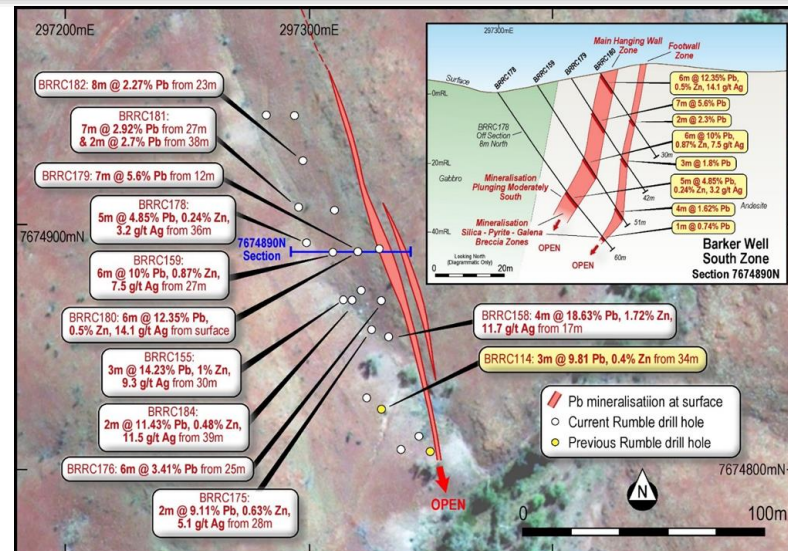 297200mE
297300mE
BRRC182: 8m @ 2.27% Pb from 23m
BRRC181:
7m @ 2.92% Pb from 27m
& 2m @ 2.7% Pb from 38m
BRRC179: 7m @ 5.6% Pb from 12m
BRRC178:
5m @ 4.85% Pb, 0.24% Zn,
3.2 g/t Ag from 36m
7674900mN
7674890N
Section
BRRC159:
6m @ 10% Pb, 0.87% Zn,
7.5 g/t Ag from 27m
BRRC180: 6m @ 12.35% Pb,
0.5% Zn, 14.1 g/t Ag from surface
BRRC155:
3m @ 14.23% Pb, 1% Zn,
9.3 g/t Ag from 30m
BRRC184:
2m @ 11.43% Pb, 0.48% Zn,
11.5 g/t Ag from 39m
BRRC176: 6m @ 3.41% Pb from 25m
BRRC175:
2m @ 9.11% Pb, 0.63% Zn,
5.1 g/t Ag from 28m
BRRC158: 4m @ 18.63% Pb, 1.72% Zn,
11.7 g/t Ag from 17m
BRRC114: 3m @ 9.81 Pb, 0.4% Zn from 34m
Pb mineralisatiion at surface
Current Rumble drill hole
Previous Rumble drill hole
7674800mN
OPEN
N
0
100m
297300mE
Main Hanging Wall
Zone
Footwall
Zone
BRRC178
BRRC159
BRRC179
BRRC180
Surface
0mRL
20mRL
40mRL
BRRC178
Off Section
8m North
Gabbro
Mineralisation
Plunging Moderately
South
Mineralisation
Silica - Pyrite - Galena
Breccia Zones
OPEN
OPEN
Looking North
(Diagrammatic Only)
0
20m
6m @ 12.35% Pb,
0.5% Zn, 14.1 g/t Ag
7m @ 5.6% Pb
2m @ 2.3% Pb
6m @ 10% Pb,
0.87% Zn, 7.5 g/t Ag
30m
3m @ 1.8% Pb
5m @ 4.85% Pb,
0.24% Zn, 3.2 g/t Ag
42m
Andesite
4m @ 1.62% Pb
51m
1m @ 0.74% Pb
60m
Barker Well
South Zone
Section 7674890N